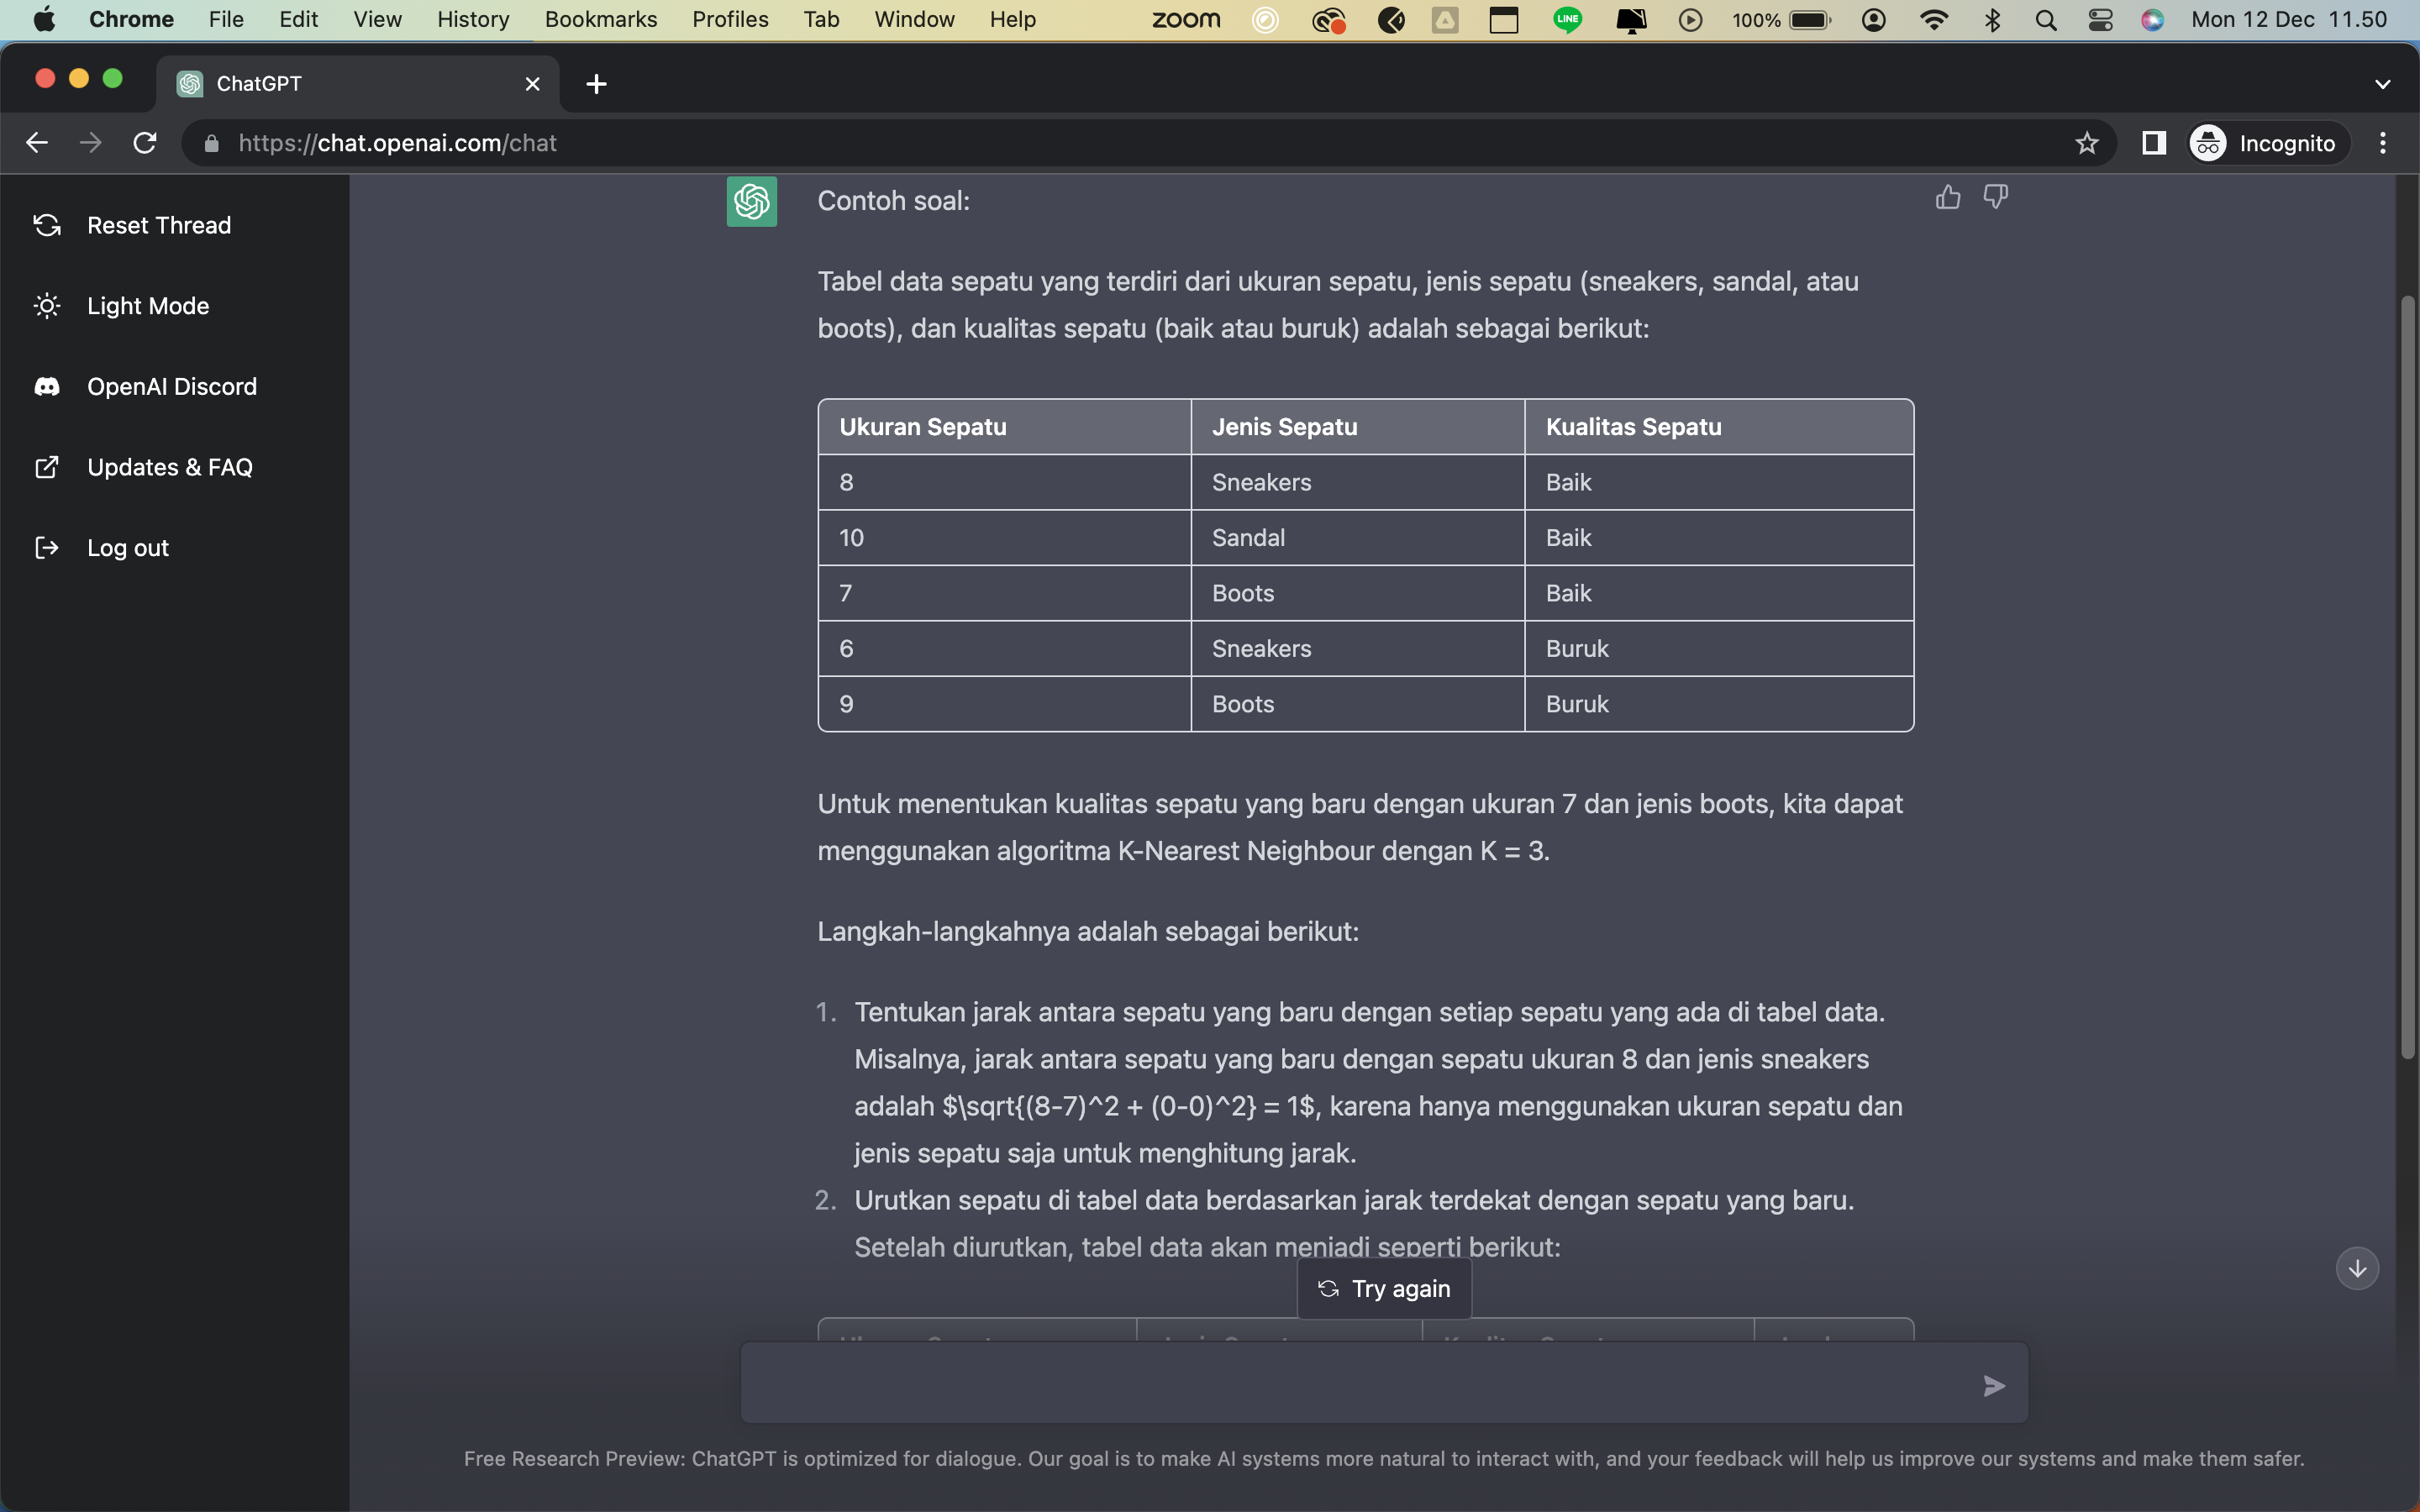 Chrome File Edit View History Bookmarks Profiles Tab Window Help zoom LINE 100% Mon 12 Dec 11.50
ChatGPT
https://chat.openai.com/chat Incognito
Reset Thread
Light Mode
OpenAI Discord
Updates & FAQ
Log out
Contoh soal:
Tabel data sepatu yang terdiri dari ukuran sepatu, jenis sepatu (sneakers, sandal, atau
boots), dan kualitas sepatu (baik atau buruk) adalah sebagai berikut:
Ukuran Sepatu Jenis Sepatu Kualitas Sepatu
8 Sneakers Baik
10 Sandal Baik
7 Boots Baik
6 Sneakers Buruk
9 Boots Buruk
Untuk menentukan kualitas sepatu yang baru dengan ukuran 7 dan jenis boots, kita dapat
menggunakan algoritma K-Nearest Neighbour dengan K = 3.
Langkah-langkahnya adalah sebagai berikut:
1. Tentukan jarak antara sepatu yang baru dengan setiap sepatu yang ada di tabel data.
Misalnya, jarak antara sepatu yang baru dengan sepatu ukuran 8 dan jenis sneakers
adalah $\sqrt{(8-7)^2 + (0-0)^2} = 1$, karena hanya menggunakan ukuran sepatu dan
jenis sepatu saja untuk menghitung jarak.
2. Urutkan sepatu di tabel data berdasarkan jarak terdekat dengan sepatu yang baru.
Setelah diurutkan, tabel data akan menjadi seperti berikut:
Try again
Free Research Preview: ChatGPT is optimized for dialogue. Our goal is to make AI systems more natural to interact with, and your feedback will help us improve our systems and make them safer.